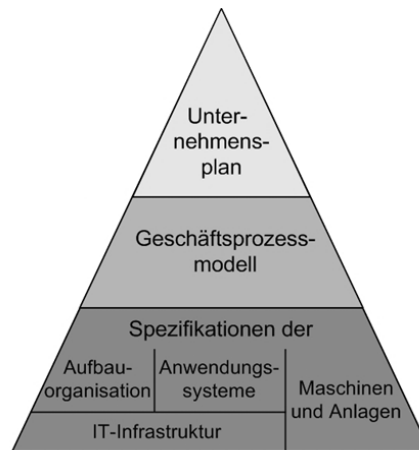 Unter-
nehmens-
plan
Geschäftsprozess-
modell
Spezifikationen der
Aufbau-
organisation
Anwendungs-
systeme
Maschinen
und Anlagen
IT-Infrastruktur